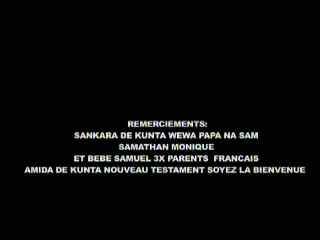 REMERCIEMENTS:
SANKARA DE KUNTA WEWA PAPA NA SAM
SAMATHAN MONIQUE
ET BEBE SAMUEL 3X PARENTS FRANCAIS
AMIDA DE KUNTA NOUVEAU TESTAMENT SOYEZ LA BIENVENUE